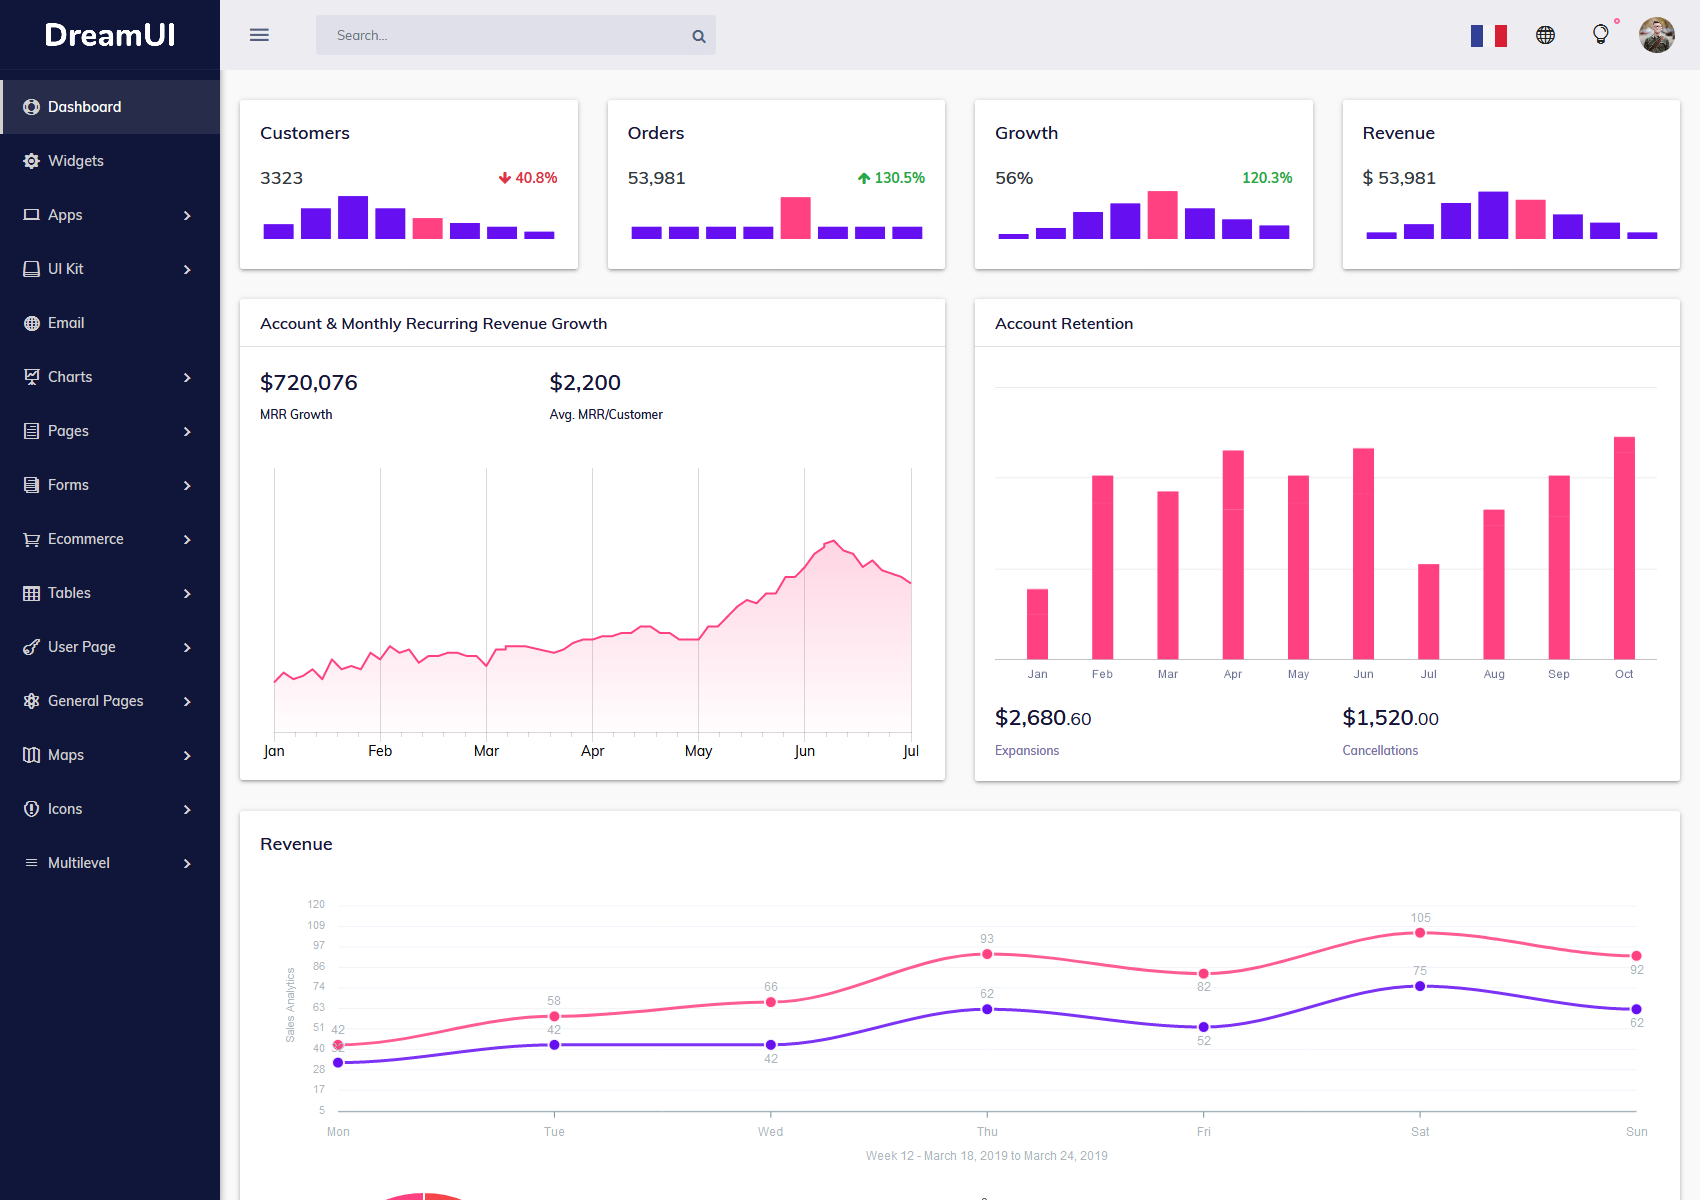 DreamUI
Search...
Dashboard
Widgets
Apps
UI Kit
Email
Charts
Pages
Forms
Ecommerce
Tables
User Page
General Pages
Maps
Icons
Multilevel
Customers
3323
40.8%
Orders
53,981
130.5%
Growth
56%
120.3%
Revenue
$ 53,981
Account & Monthly Recurring Revenue Growth
$720,076
MRR Growth
$2,200
Avg. MRR/Customer
Jan Feb Mar Apr May Jun Jul
Account Retention
Jan Feb Mar Apr May Jun Jul Aug Sep Oct
$2,680.60
Expansions
$1,520.00
Cancellations
Revenue
Sales Analytics
120
109
97
86
74
63
51
40
28
17
5
42 58 66 93 82 105 92
32 42 42 62 52 75 62
Mon Tue Wed Thu Fri Sat Sun
Week 12 - March 18, 2019 to March 24, 2019